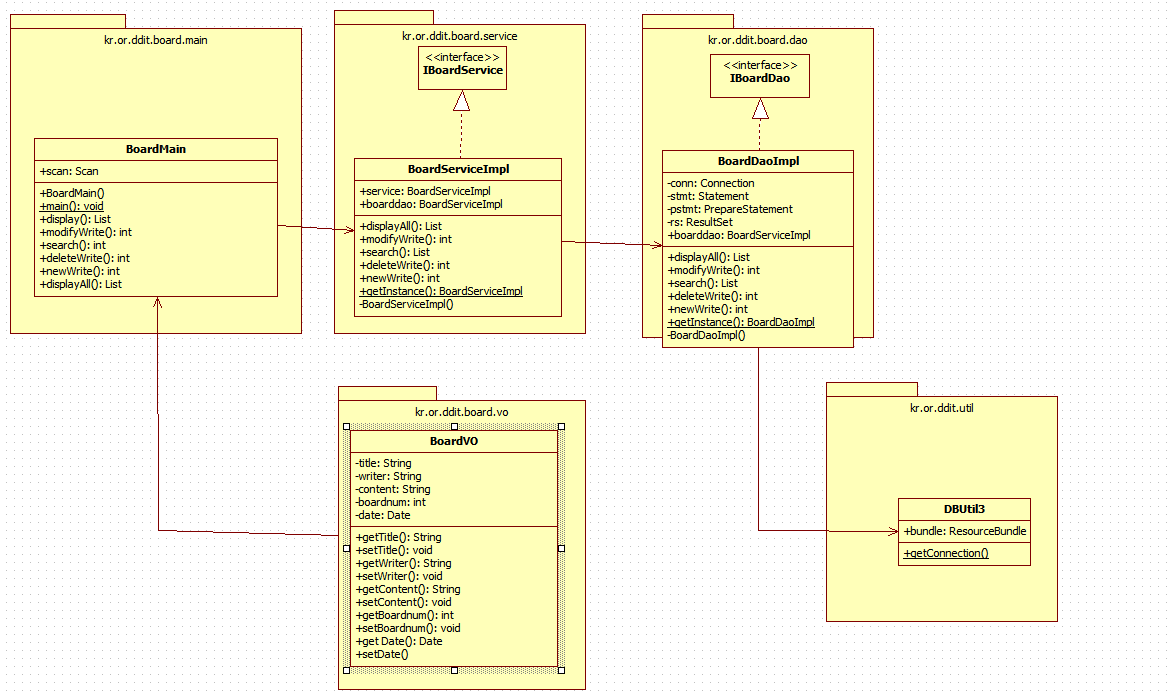 kr.or.ddit.board.main
BoardMain
+scan: Scan
+BoardMain()
+main(): void
+display(): List
+modifyWrite(): int
+search(): int
+deleteWrite(): int
+newWrite(): int
+displayAll(): List
kr.or.ddit.board.service
<<interface>>
IBoardService
BoardServiceImpl
+service: BoardServiceImpl
+boarddao: BoardServiceImpl
+displayAll(): List
+modifyWrite(): int
+search(): List
+deleteWrite(): int
+newWrite(): int
+getInstance(): BoardServiceImpl
-BoardServiceImpl()
kr.or.ddit.board.dao
<<interface>>
IBoardDao
BoardDaoImpl
-conn: Connection
-stmt: Statement
-pstmt: PrepareStatement
-rs: ResultSet
+boarddao: BoardServiceImpl
+displayAll(): List
+modifyWrite(): int
+search(): List
+deleteWrite(): int
+newWrite(): int
+getInstance(): BoardDaoImpl
-BoardDaoImpl()
kr.or.ddit.board.vo
BoardVO
-title: String
-writer: String
-content: String
-boardnum: int
-date: Date
+getTitle(): String
+setTitle(): void
+getWriter(): String
+setWriter(): void
+getContent(): String
+setContent(): void
+getBoardnum(): int
+setBoardnum(): void
+get Date(): Date
+setDate()
kr.or.ddit.util
DBUtil3
+bundle: ResourceBundle
+getConnection()